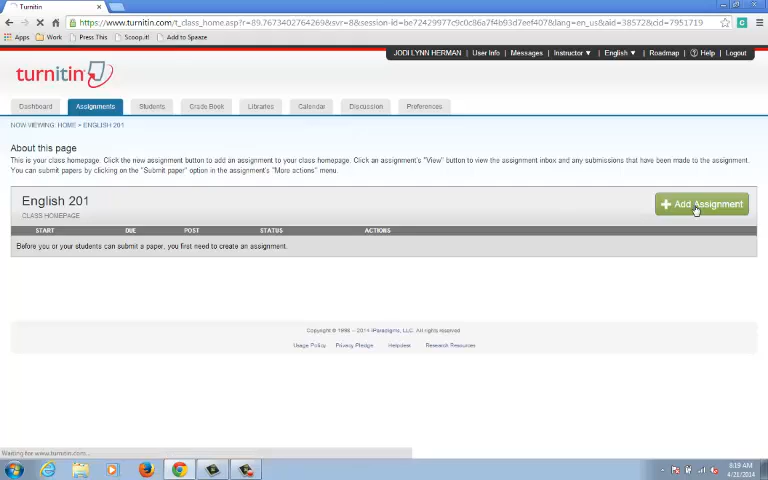 Turnitin
https://www.turnitin.com/t_class_home.asp?r=89.7673402764269&svr=8&session-id=be72429977c9c0c86a7f4b93d7eef407&lang=en_us&aid=38572&cid=7951719
Apps Work Press This Scoop.it! Add to Spaaze
JODI LYNN HERMAN User Info Messages Instructor ▼ English ▼ Roadmap ? Help Logout
turnitin
Dashboard Assignments Students Grade Book Libraries Calendar Discussion Preferences
NOW VIEWING: HOME > ENGLISH 201
About this page
This is your class homepage. Click the new assignment button to add an assignment to your class homepage. Click an assignment's "View" button to view the assignment inbox and any submissions that have been made to the assignment.
You can submit papers by clicking on the "Submit paper" option in the assignment's "More actions" menu.
English 201
CLASS HOMEPAGE
+ Add Assignment
START DUE POST STATUS ACTIONS
Before you or your students can submit a paper, you first need to create an assignment.
Copyright © 1998 – 2014 iParadigms, LLC. All rights reserved
Usage Policy Privacy Pledge Helpdesk Research Resources
Waiting for www.turnitin.com...
8:19 AM
4/21/2014